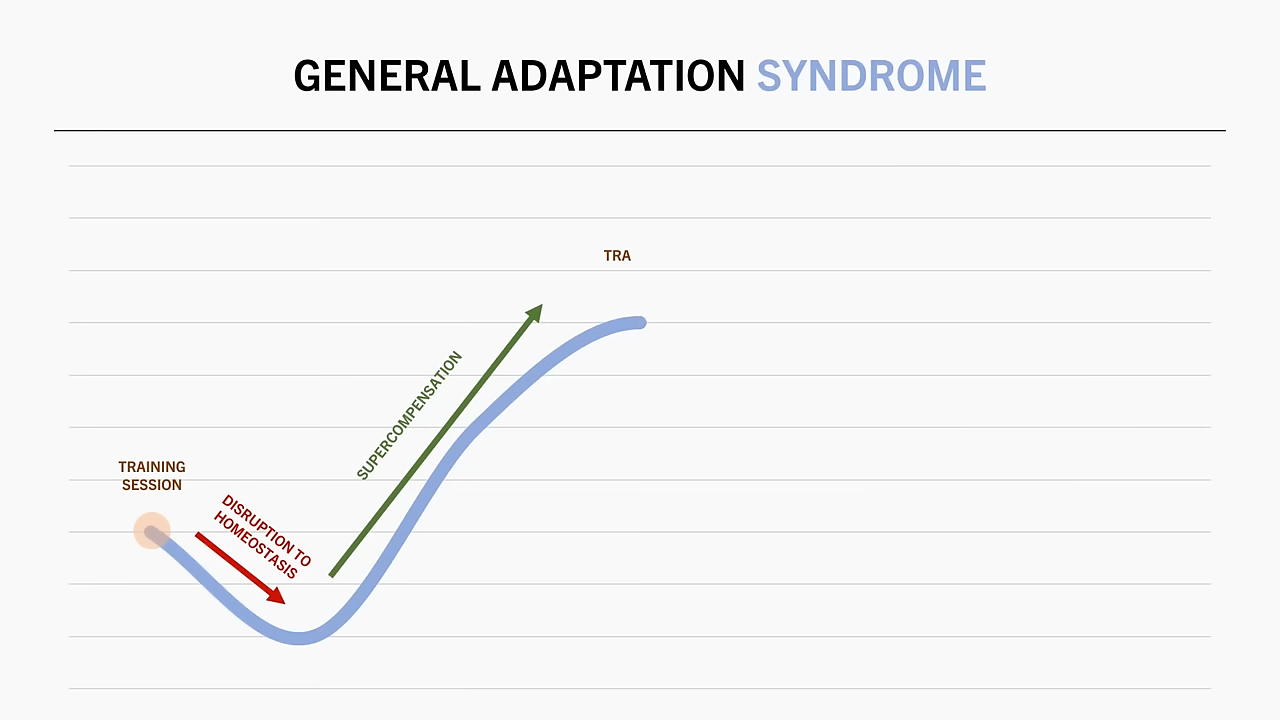 GENERAL ADAPTATION SYNDROME
TRA
SUPERCOMPENSATION
TRAINING
SESSION
DISRUPTION TO
HOMEOSTASIS